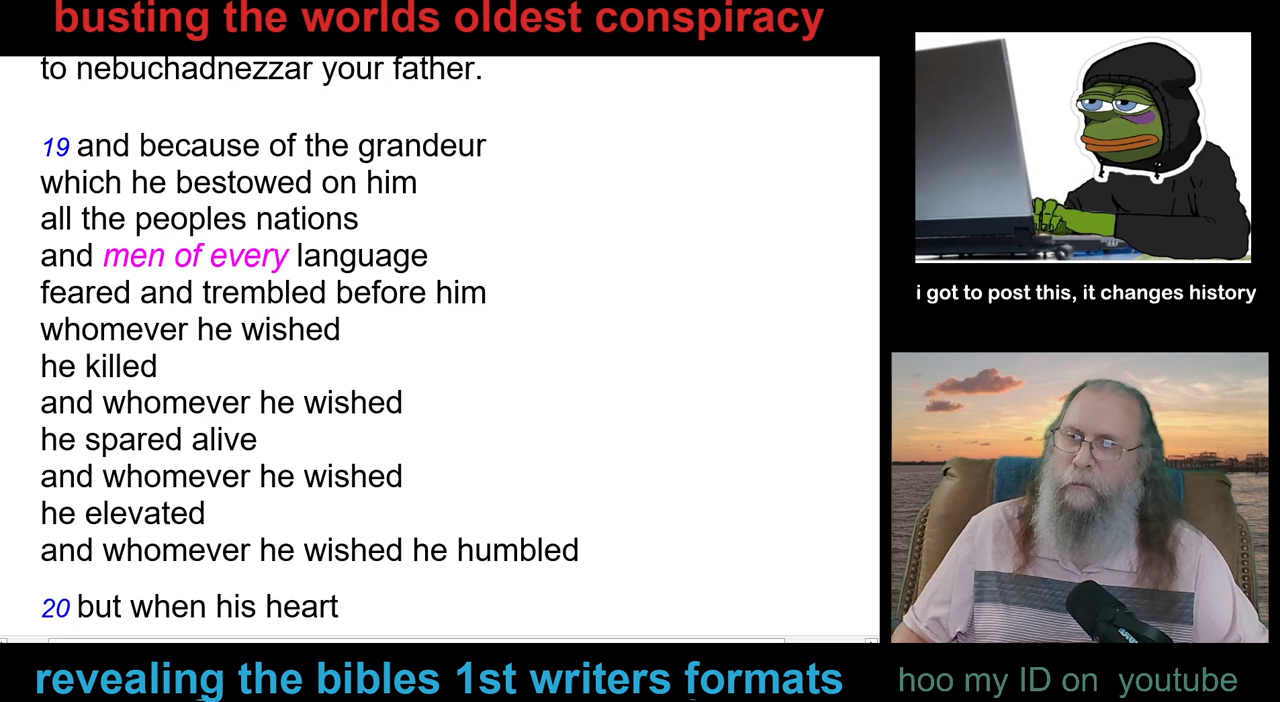 busting the worlds oldest conspiracy
to nebuchadnezzar your father.
19 and because of the grandeur
which he bestowed on him
all the peoples nations
and men of every language
feared and trembled before him
whomever he wished
he killed
and whomever he wished
he spared alive
and whomever he wished
he elevated
and whomever he wished he humbled
20 but when his heart
i got to post this, it changes history
revealing the bibles 1st writers formats
hoo my ID on youtube